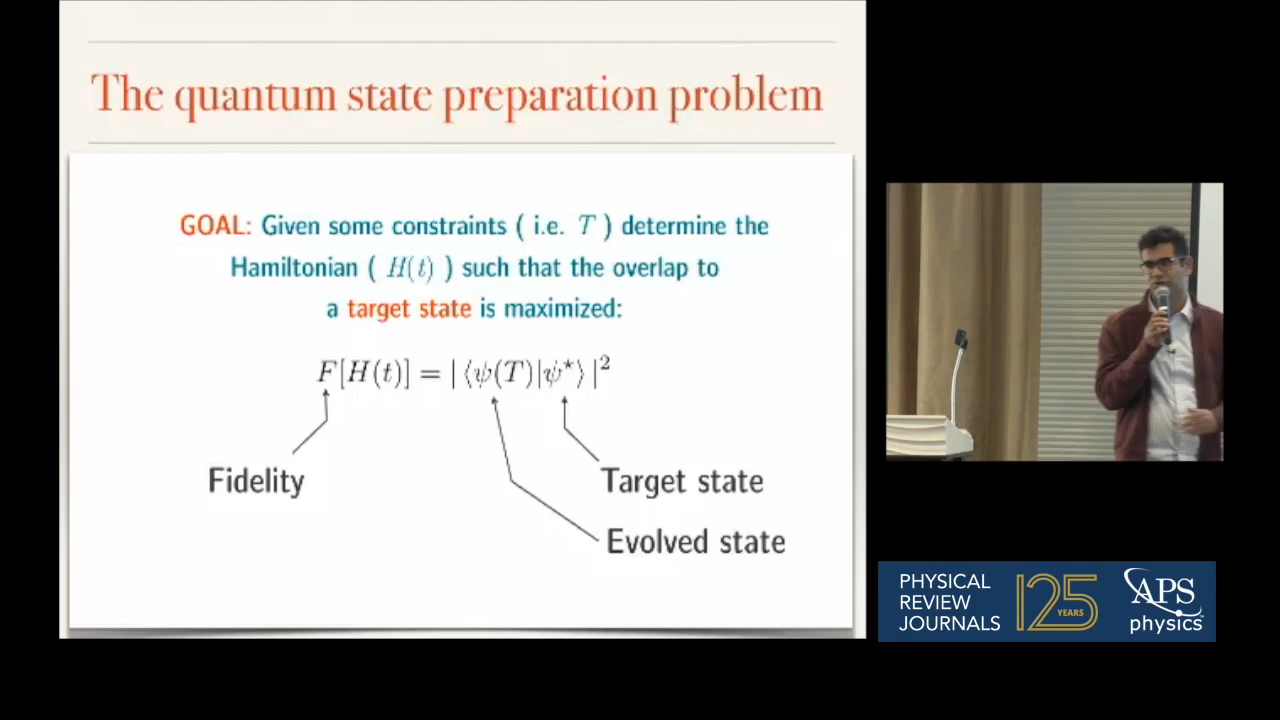 The quantum state preparation problem
GOAL: Given some constraints ( i.e. T ) determine the
Hamiltonian ( H(t) ) such that the overlap to
a target state is maximized:
F[H(t)] = | ⟨ψ(T)|ψ*⟩ |²
Fidelity
Target state
Evolved state
PHYSICAL
REVIEW
JOURNALS
125
YEARS
APS
physics